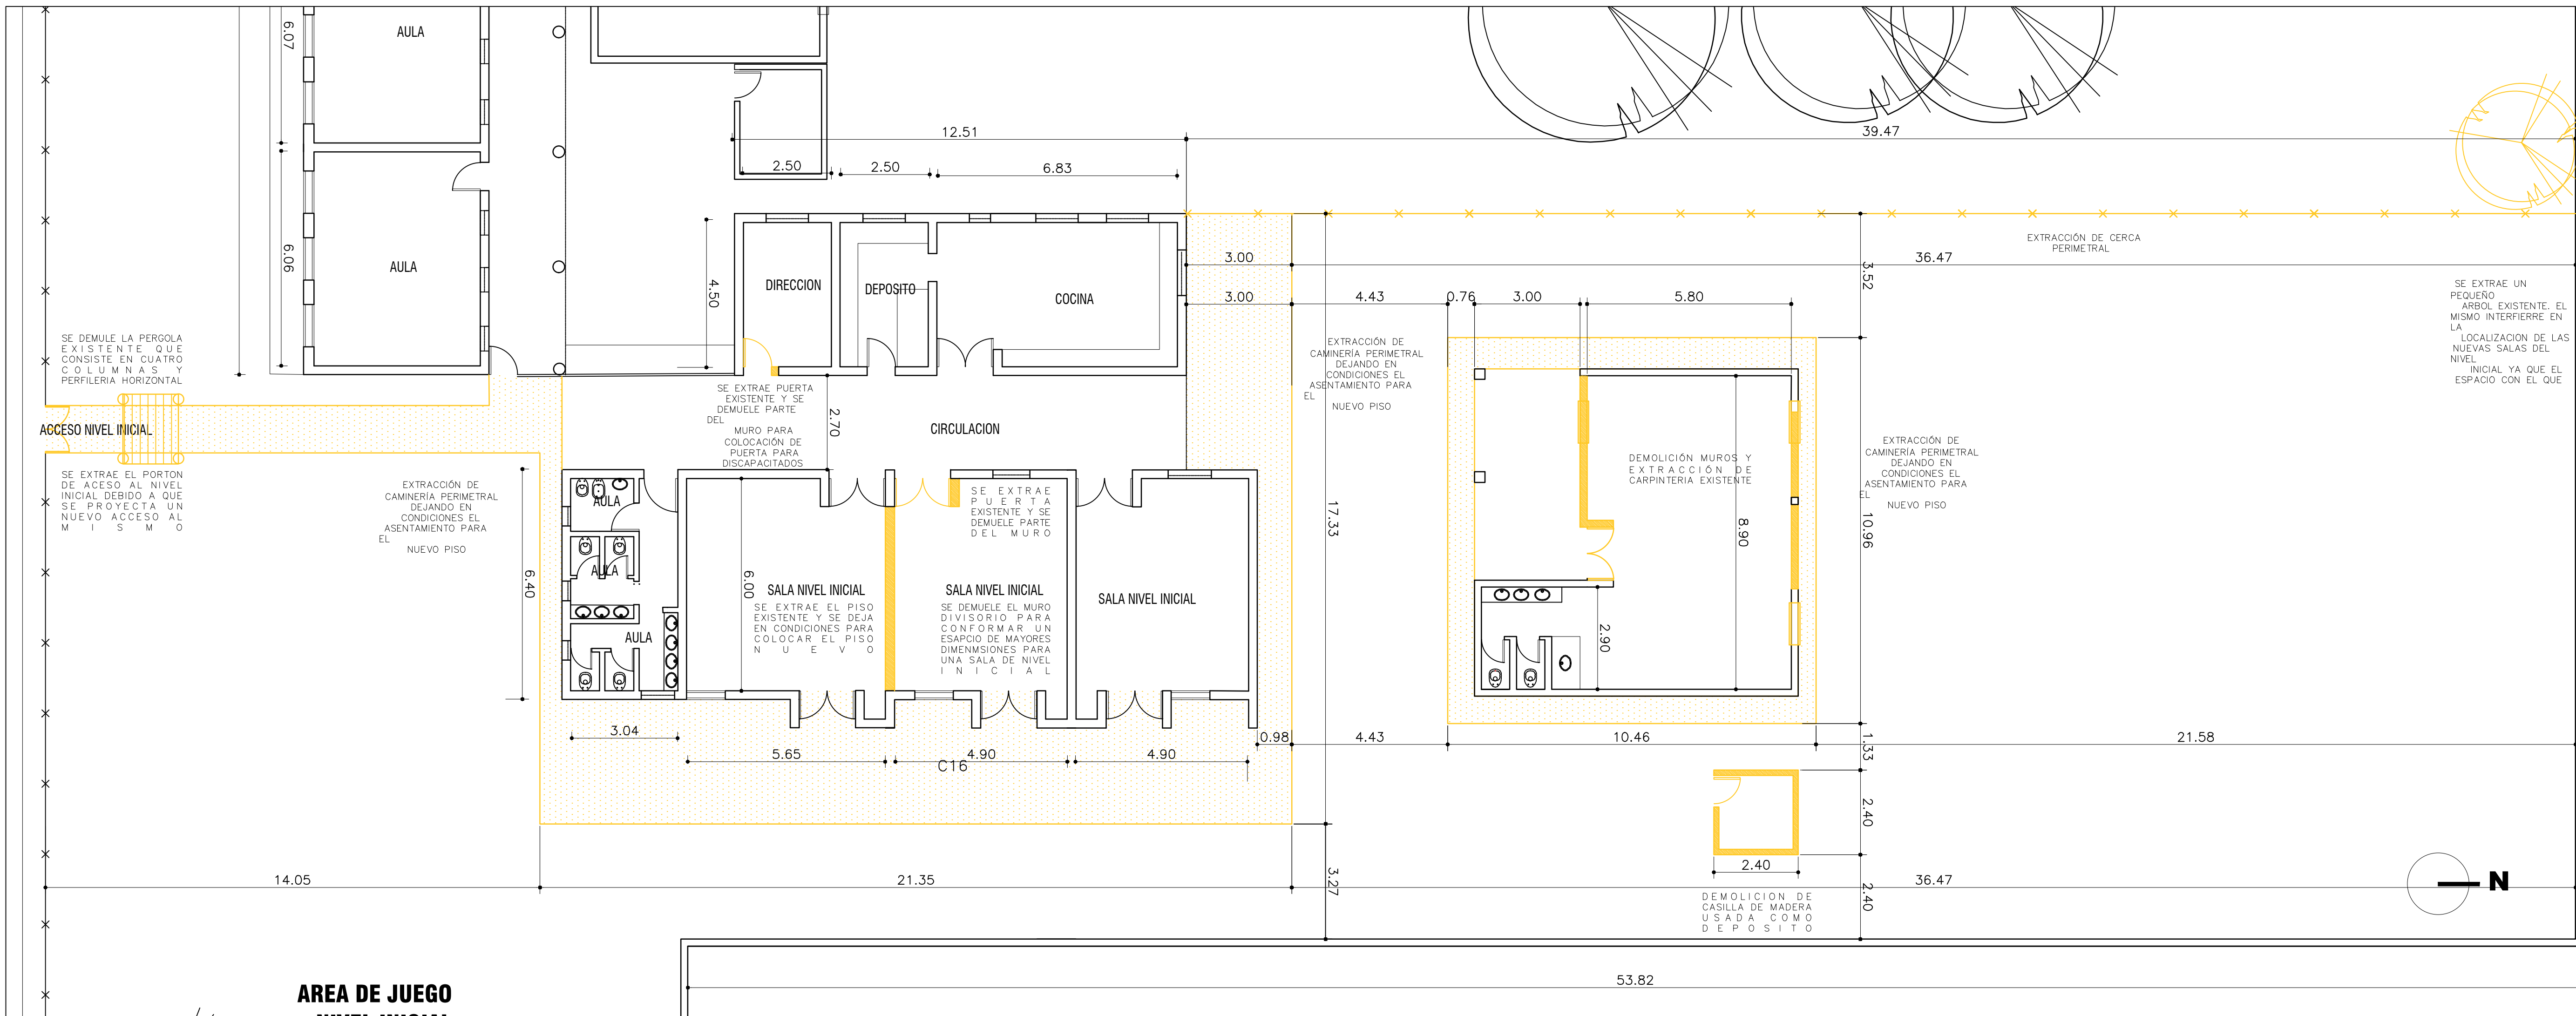 6.07
AULA
12.51
39.47
2.50
2.50
6.83
6.06
AULA
4.50
DIRECCION
DEPOSITO
COCINA
3.00
36.47
3.00
4.43
0.76
3.00
5.80
3.52
EXTRACCIÓN DE CERCA
PERIMETRAL
SE EXTRAE UN
PEQUEÑO
ARBOL EXISTENTE. EL
MISMO INTERFIERRE EN
LA
LOCALIZACION DE LAS
NUEVAS SALAS DEL
NIVEL
INICIAL YA QUE EL
ESPACIO CON EL QUE
SE DEMULE LA PERGOLA
EXISTENTE QUE
CONSISTE EN CUATRO
COLUMNAS Y
PERFILERIA HORIZONTAL
ACCESO NIVEL INICIAL
SE EXTRAE EL PORTON
DE ACESO AL NIVEL
INICIAL DEBIDO A QUE
SE PROYECTA UN
NUEVO ACCESO AL
MISMO
EXTRACCIÓN DE
CAMINERÍA PERIMETRAL
DEJANDO EN
CONDICIONES EL
ASENTAMIENTO PARA
EL
NUEVO PISO
SE EXTRAE PUERTA
EXISTENTE Y SE
DEMUELE PARTE
DEL
MURO PARA
COLOCACIÓN DE
PUERTA PARA
DISCAPACITADOS
2.70
CIRCULACION
EXTRACCIÓN DE
CAMINERÍA PERIMETRAL
DEJANDO EN
CONDICIONES EL
ASENTAMIENTO PARA
EL
NUEVO PISO
DEMOLICIÓN MUROS Y
EXTRACCIÓN DE
CARPINTERIA EXISTENTE
EXTRACCIÓN DE
CAMINERÍA PERIMETRAL
DEJANDO EN
CONDICIONES EL
ASENTAMIENTO PARA
EL
NUEVO PISO
10.96
17.33
8.90
2.90
6.40
AULA
AULA
AULA
6.00
SALA NIVEL INICIAL
SE EXTRAE EL PISO
EXISTENTE Y SE DEJA
EN CONDICIONES PARA
COLOCAR EL PISO
NUEVO
SE EXTRAE
PUERTA
EXISTENTE Y SE
DEMUELE PARTE
DEL MURO
SALA NIVEL INICIAL
SE DEMUELE EL MURO
DIVISORIO PARA
CONFORMAR UN
ESAPCIO DE MAYORES
DIMENMSIONES PARA
UNA SALA DE NIVEL
INICIAL
SALA NIVEL INICIAL
3.04
5.65
4.90
4.90
C16
0.98
4.43
10.46
1.33
21.58
2.40
2.40
DEMOLICION DE
CASILLA DE MADERA
USADA COMO
DEPOSITO
14.05
21.35
3.27
36.47
2.40
N
53.82
AREA DE JUEGO
NIVEL INICIAL